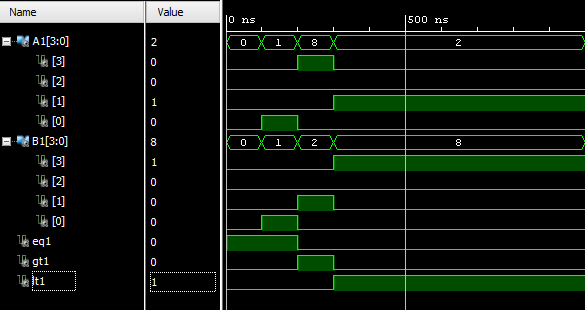 Name Value 0 ns 500 ns
A1[3:0] 2 0 1 8 2
[3] 0
[2] 0
[1] 1
[0] 0
B1[3:0] 8 0 1 2 8
[3] 1
[2] 0
[1] 0
[0] 0
eq1 0
gt1 0
lt1 1